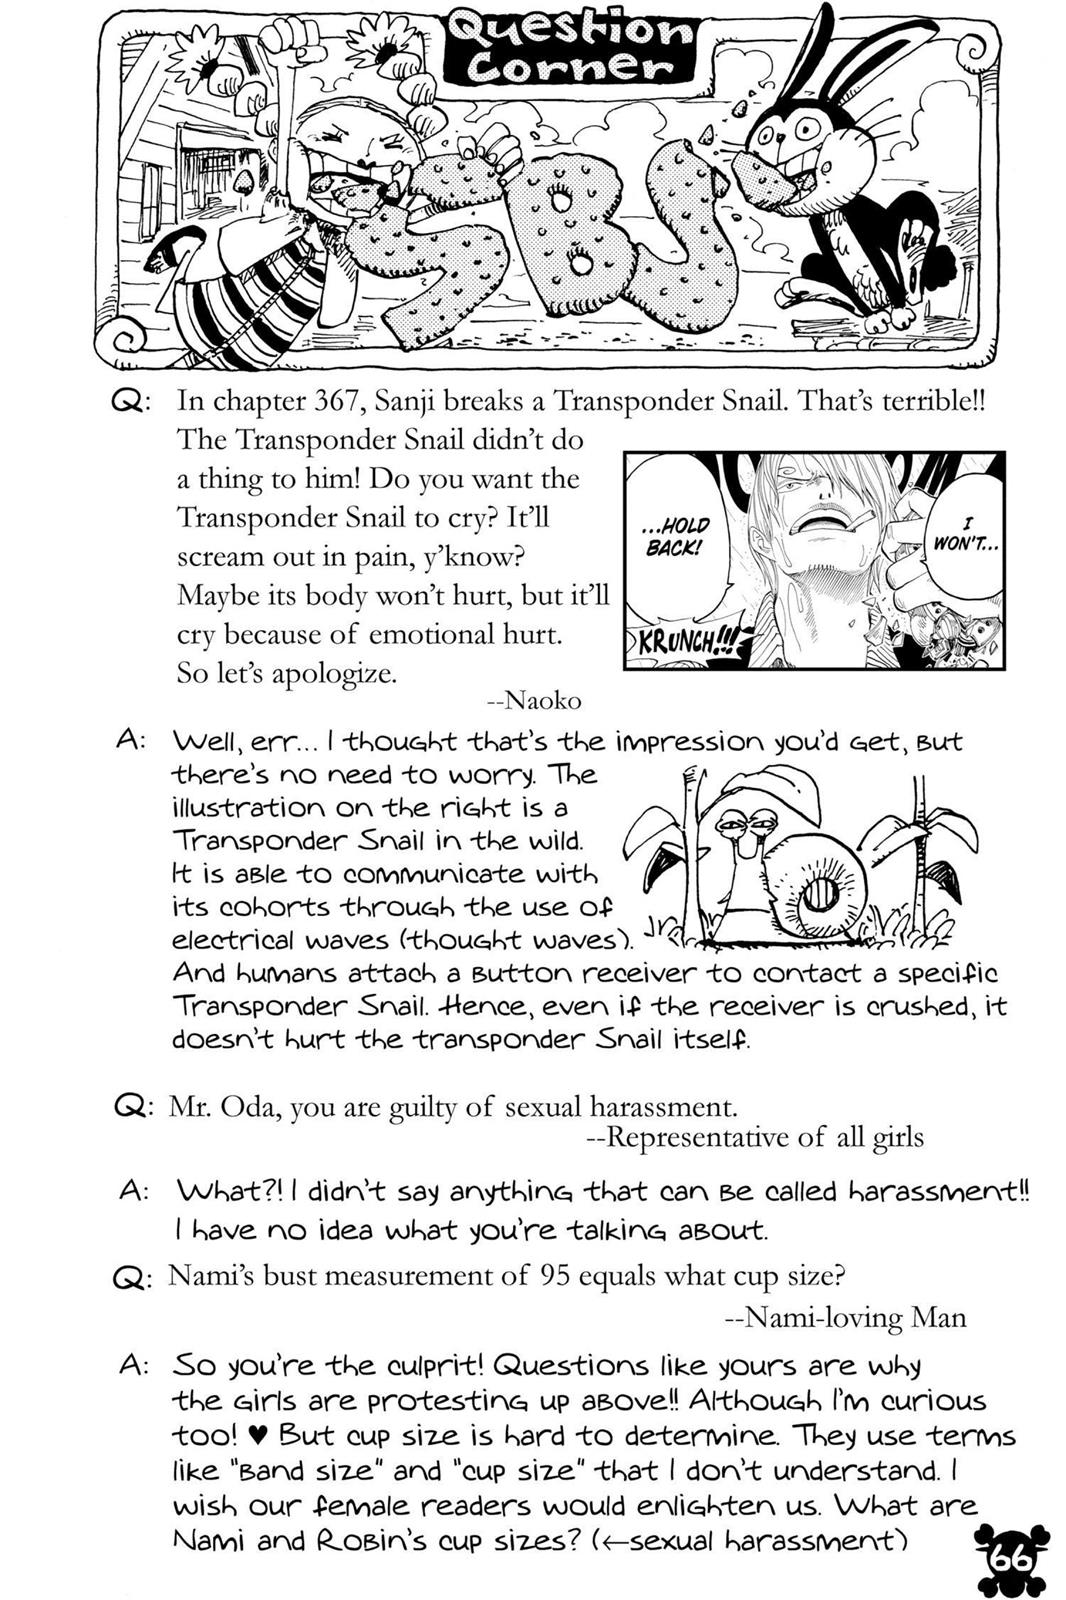 Question
Corner
SBS
Q: In chapter 367, Sanji breaks a Transponder Snail. That's terrible!!
The Transponder Snail didn't do
a thing to him! Do you want the
Transponder Snail to cry? It'll
scream out in pain, y'know?
Maybe its body won't hurt, but it'll
cry because of emotional hurt.
So let's apologize.
--Naoko
I
WON'T...
...HOLD
BACK!
KRUNCH!!!
A: Well, err... I thought that's the impression you'd get, but
there's no need to worry. The
illustration on the right is a
Transponder Snail in the wild.
It is able to communicate with
its cohorts through the use of
electrical waves (thought waves).
And humans attach a button receiver to contact a specific
Transponder Snail. Hence, even if the receiver is crushed, it
doesn't hurt the transponder Snail itself.
Q: Mr. Oda, you are guilty of sexual harassment.
--Representative of all girls
A: What?! I didn't say anything that can be called harassment!!
I have no idea what you're talking about.
Q: Nami's bust measurement of 95 equals what cup size?
--Nami-loving Man
A: So you're the culprit! Questions like yours are why
the girls are protesting up above!! Although I'm curious
too! ♥ But cup size is hard to determine. They use terms
like "band size" and "cup size" that I don't understand. I
wish our female readers would enlighten us. What are
Nami and Robin's cup sizes? (←sexual harassment)
66